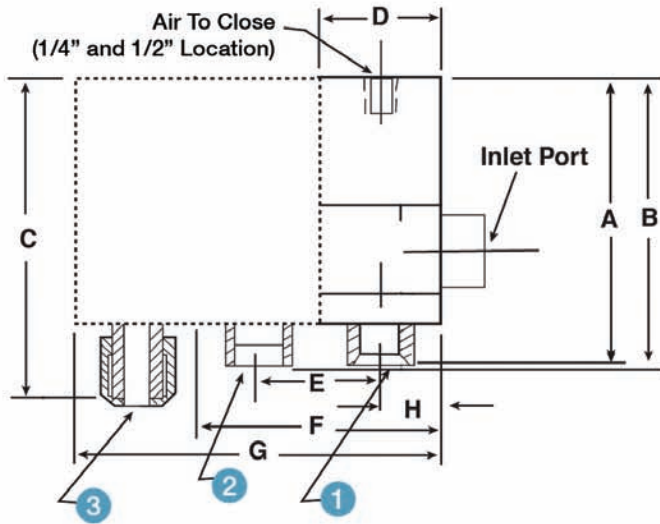 D
Air To Close
(1/4” and 1/2” Location)
Inlet Port
A
B
C
E
H
F
G
2
1
3